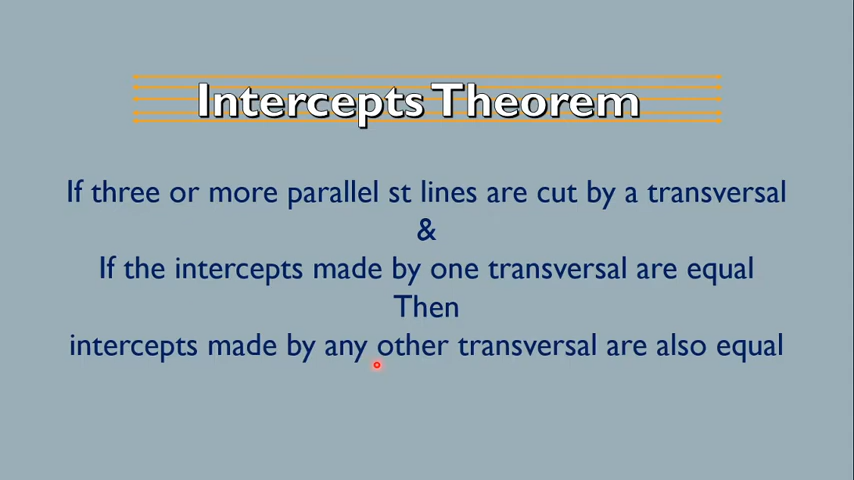 Intercepts Theorem
If three or more parallel st lines are cut by a transversal
&
If the intercepts made by one transversal are equal
Then
intercepts made by any other transversal are also equal